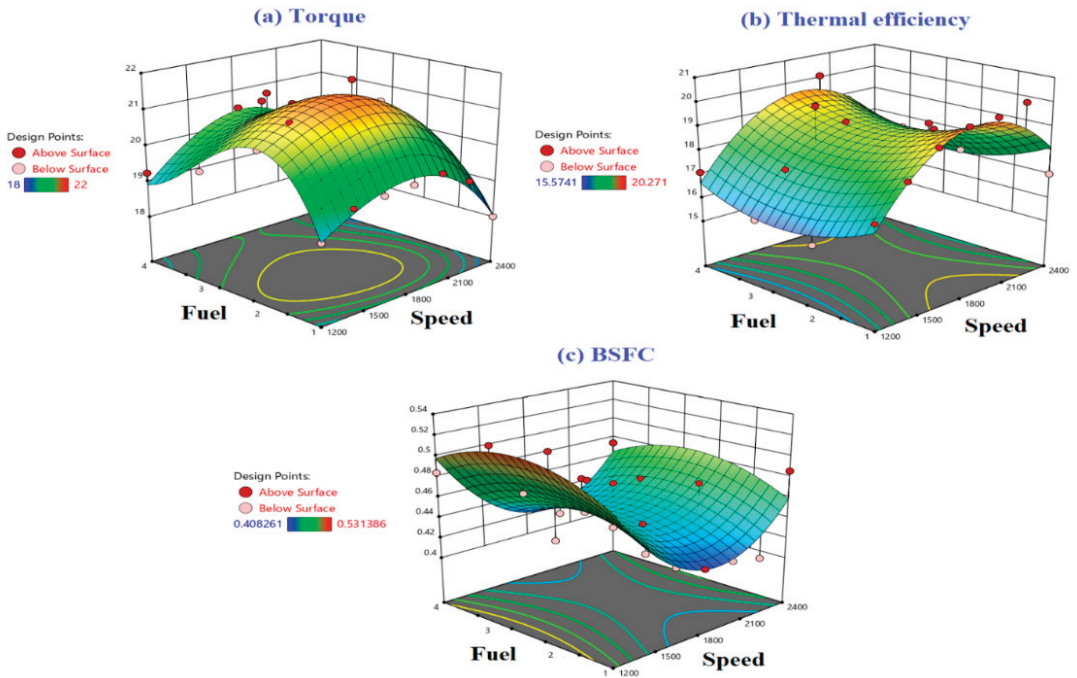 (a) Torque
22
21
20
19
18
Design Points:
Above Surface
Below Surface
18 22
4
3
2
1
Fuel
1200
1500
1800
2100
2400
Speed
(b) Thermal efficiency
21
20
19
18
17
16
15
Design Points:
Above Surface
Below Surface
15.5741 20.271
4
3
2
1
Fuel
1200
1500
1800
2100
2400
Speed
(c) BSFC
0.54
0.52
0.5
0.48
0.46
0.44
0.42
0.4
Design Points:
Above Surface
Below Surface
0.408261 0.531386
4
3
2
1
Fuel
1200
1500
1800
2100
2400
Speed